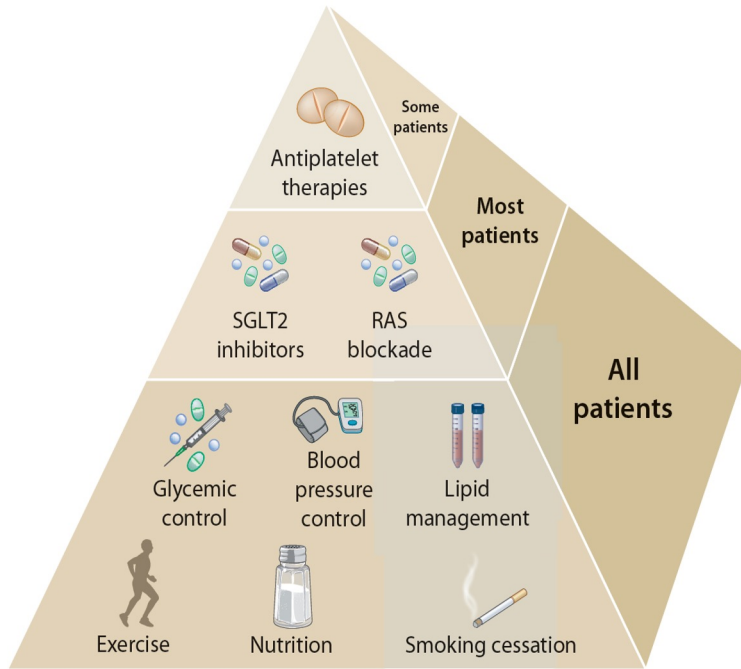 Some
patients
Antiplatelet
therapies
Most
patients
SGLT2
inhibitors
RAS
blockade
All
patients
Glycemic
control
Blood
pressure
control
Lipid
management
Exercise
Nutrition
Smoking cessation